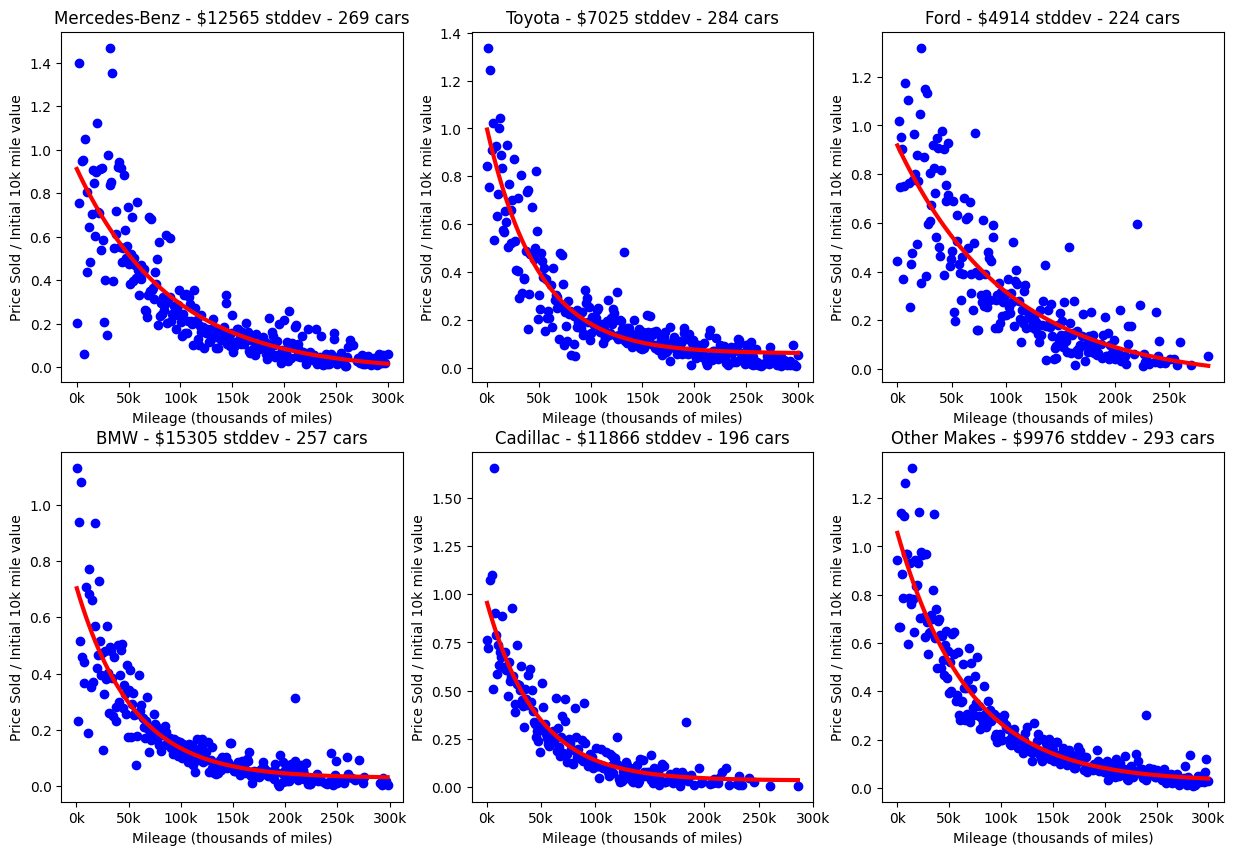 Mercedes-Benz - $12565 stddev - 269 cars
Price Sold / Initial 10k mile value
1.4
1.2
1.0
0.8
0.6
0.4
0.2
0.0
0k 50k 100k 150k 200k 250k 300k
Mileage (thousands of miles)
Toyota - $7025 stddev - 284 cars
Price Sold / Initial 10k mile value
1.4
1.2
1.0
0.8
0.6
0.4
0.2
0.0
0k 50k 100k 150k 200k 250k 300k
Mileage (thousands of miles)
Ford - $4914 stddev - 224 cars
Price Sold / Initial 10k mile value
1.2
1.0
0.8
0.6
0.4
0.2
0.0
0k 50k 100k 150k 200k 250k
Mileage (thousands of miles)
BMW - $15305 stddev - 257 cars
Price Sold / Initial 10k mile value
1.0
0.8
0.6
0.4
0.2
0.0
0k 50k 100k 150k 200k 250k 300k
Mileage (thousands of miles)
Cadillac - $11866 stddev - 196 cars
Price Sold / Initial 10k mile value
1.50
1.25
1.00
0.75
0.50
0.25
0.00
0k 50k 100k 150k 200k 250k 300k
Mileage (thousands of miles)
Other Makes - $9976 stddev - 293 cars
Price Sold / Initial 10k mile value
1.2
1.0
0.8
0.6
0.4
0.2
0.0
0k 50k 100k 150k 200k 250k 300k
Mileage (thousands of miles)